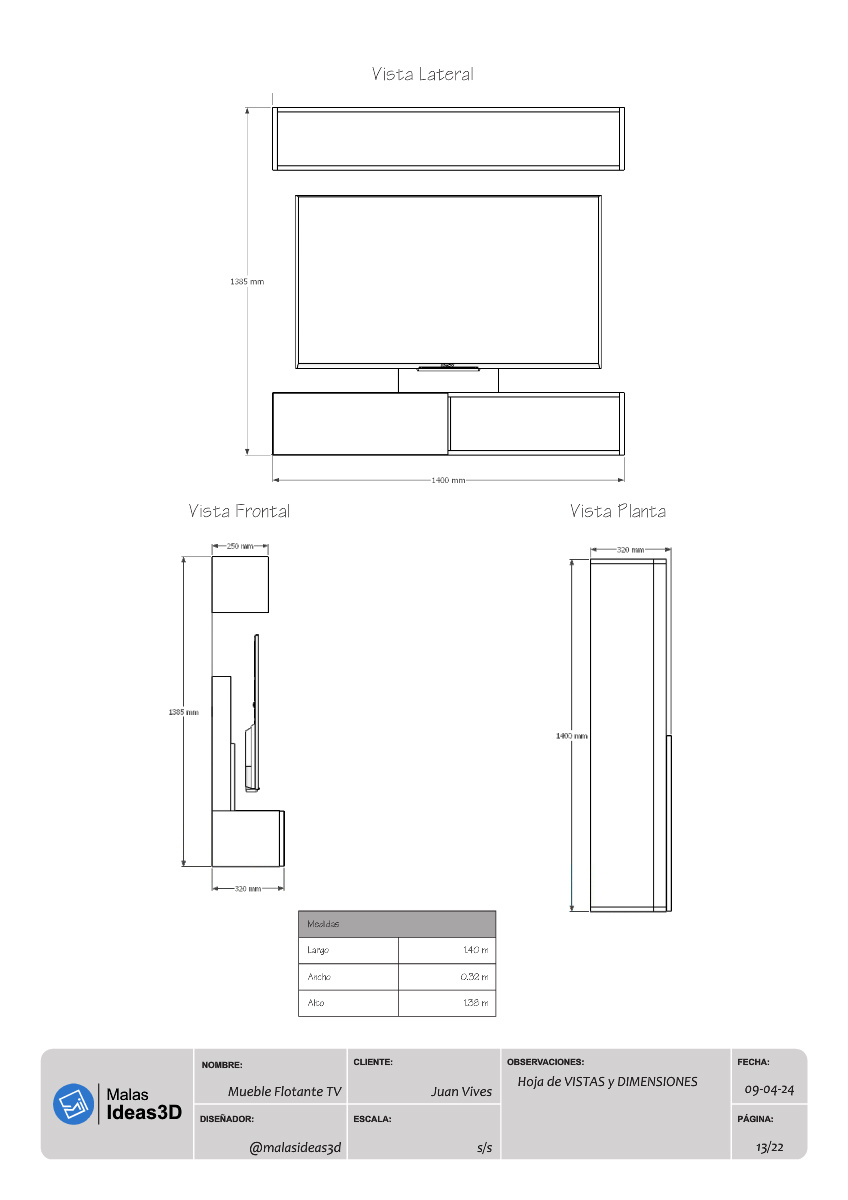 Vista Lateral
1385 mm
1400 mm
Vista Frontal
Vista Planta
250 mm
320 mm
1385 mm
1400 mm
320 mm
Medidas
Largo 1.40 m
Ancho 0.32 m
Alto 1.38 m
Malas
Ideas3D
NOMBRE:
Mueble Flotante TV
CLIENTE:
Juan Vives
OBSERVACIONES:
Hoja de VISTAS y DIMENSIONES
FECHA:
09-04-24
DISEÑADOR:
@malasideas3d
ESCALA:
s/s
PÁGINA:
13/22